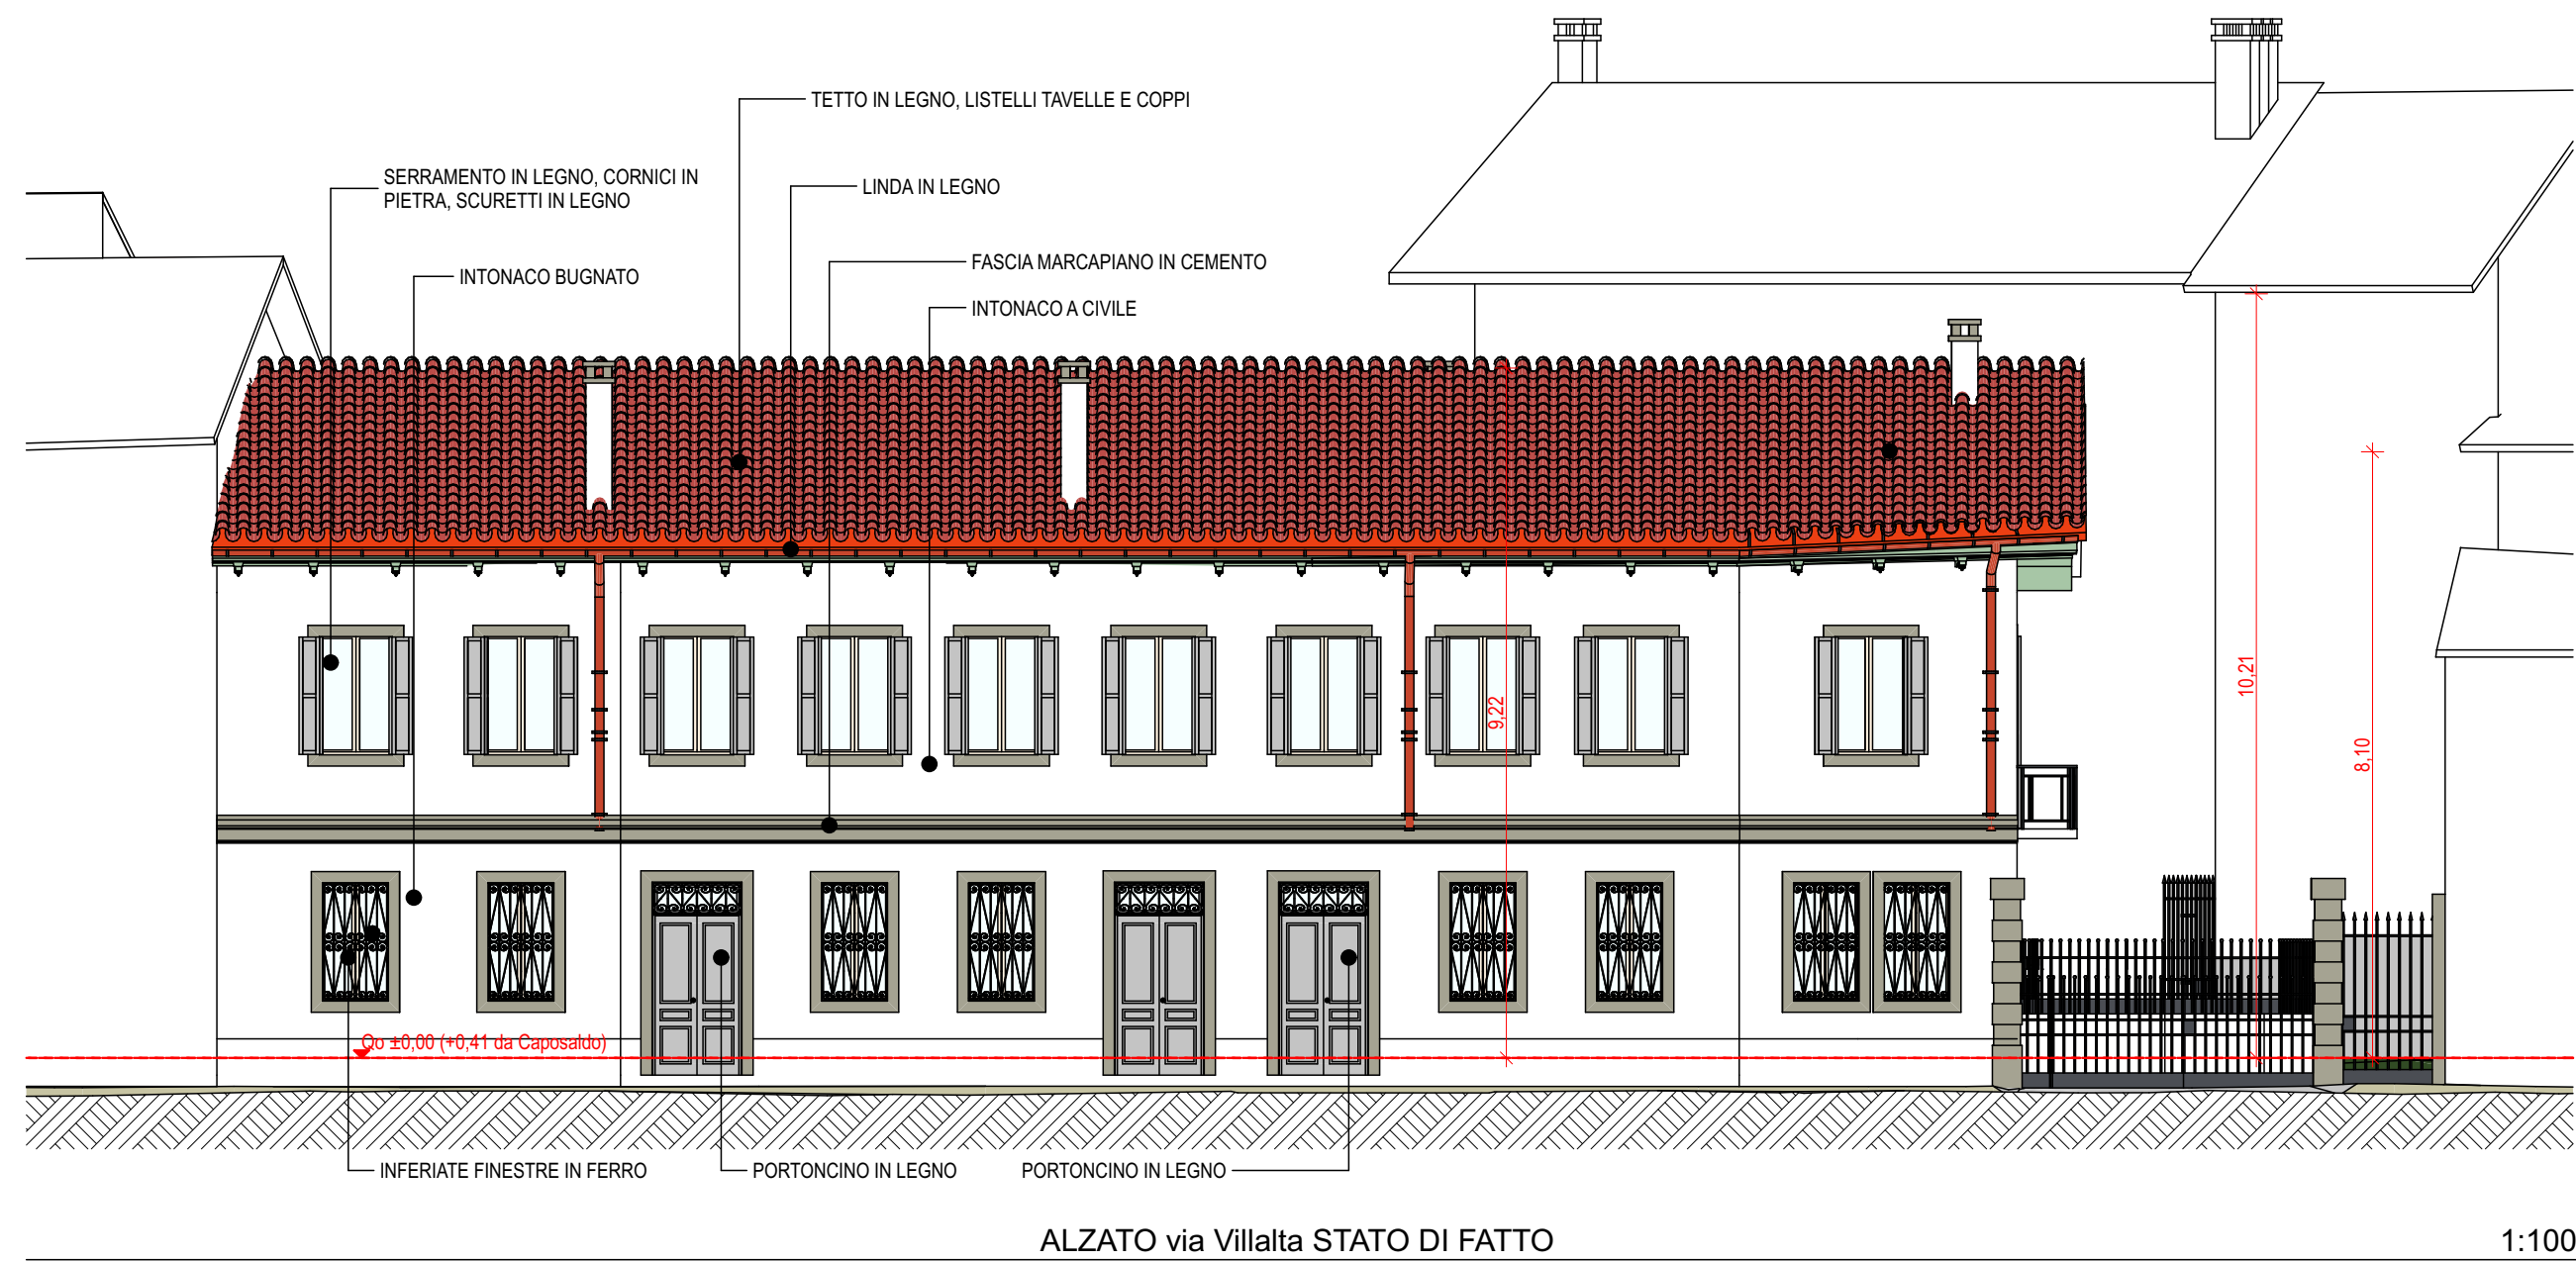 TETTO IN LEGNO, LISTELLI TAVELLE E COPPI
SERRAMENTO IN LEGNO, CORNICI IN
PIETRA, SCURETTI IN LEGNO
LINDA IN LEGNO
FASCIA MARCAPIANO IN CEMENTO
INTONACO BUGNATO
INTONACO A CIVILE
9,22
10,21
8,10
Qo ±0,00 (+0,41 da Caposaldo)
INFERIATE FINESTRE IN FERRO
PORTONCINO IN LEGNO
PORTONCINO IN LEGNO
ALZATO via Villalta STATO DI FATTO
1:100